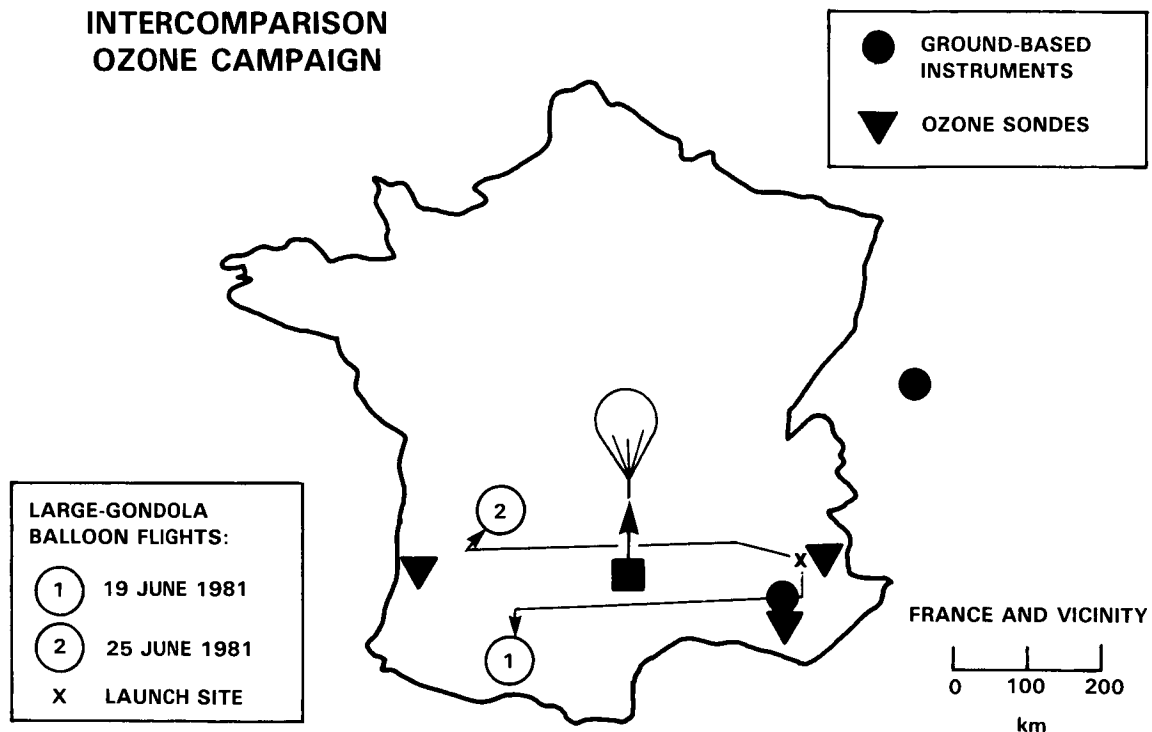 INTERCOMPARISON
OZONE CAMPAIGN
GROUND-BASED
INSTRUMENTS
OZONE SONDES
2
1
LARGE-GONDOLA
BALLOON FLIGHTS:
1 19 JUNE 1981
2 25 JUNE 1981
X LAUNCH SITE
X
FRANCE AND VICINITY
0 100 200
km